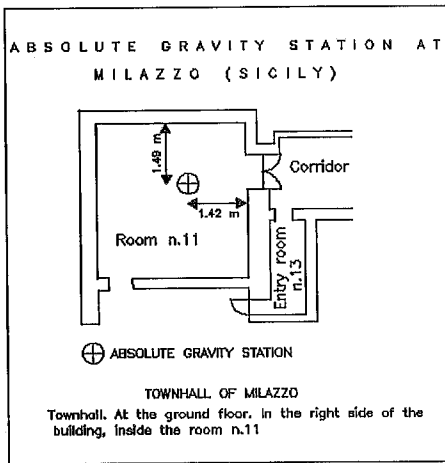 ABSOLUTE GRAVITY STATION AT
MILAZZO (SICILY)
1.49 m
Corridor
1.42 m
Room n.11
Entry room
n.13
ABSOLUTE GRAVITY STATION
TOWNHALL OF MILAZZO
Townhall. At the ground floor. In the right side of the
building, inside the room n.11